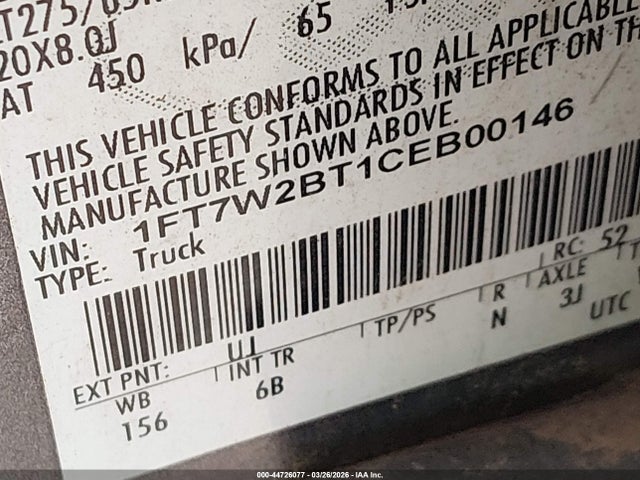 20X8.0J
AT 450 kPa/ 65
THIS VEHICLE CONFORMS TO ALL APPLICABLE
VEHICLE SAFETY STANDARDS IN EFFECT ON
MANUFACTURE SHOWN ABOVE.
VIN: 1FT7W2BT1CEB00146
TYPE: Truck
EXT PNT: UJ RC: 52
WB INT TR TP/PS R AXLE
156 6B N 3J UTC
000-44726077 — 03/26/2026 — IAA Inc.